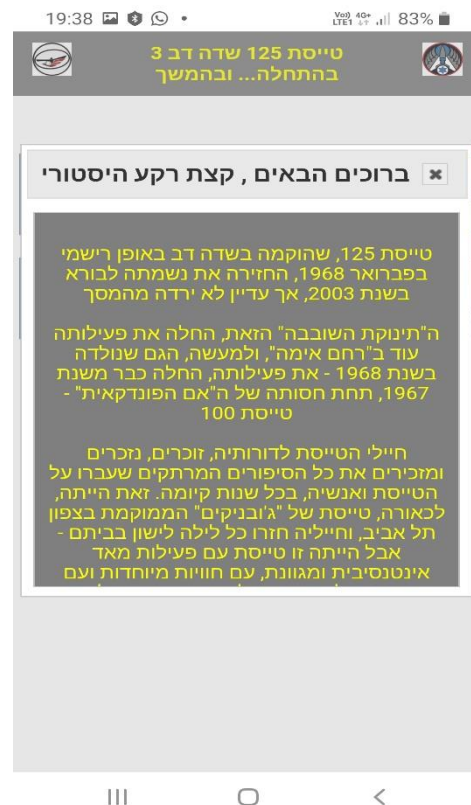 19:38
VoI) 4G+ LTE1 83%
טייסת 125 שדה דב 3
בהתחלה... ובהמשך
ברוכים הבאים , קצת רקע היסטורי
טייסת 125, שהוקמה בשדה דב באופן רישמי
בפברואר 1968, החזירה את נשמתה לבורא
בשנת 2003, אך עדיין לא ירדה מהמסך
ה"תינוקת השובבה" הזאת, החלה את פעילותה
עוד ב"רחם אימה", ולמעשה, הגם שנולדה
בשנת 1968 - את פעילותה, החלה כבר משנת
1967, תחת חסותה של ה"אם הפונדקאית" -
טייסת 100
חיילי הטייסת לדורותיה, זוכרים, נזכרים
ומזכירים את כל הסיפורים המרתקים שעברו על
הטייסת ואנשיה, בכל שנות קיומה. זאת הייתה,
לכאורה, טייסת של "ג'ובניקים" הממוקמת בצפון
תל אביב, וחייליה חזרו כל לילה לישון בביתם -
אבל הייתה זו טייסת עם פעילות מאד
אינטנסיבית ומגוונת, עם חוויות מיוחדות ועם